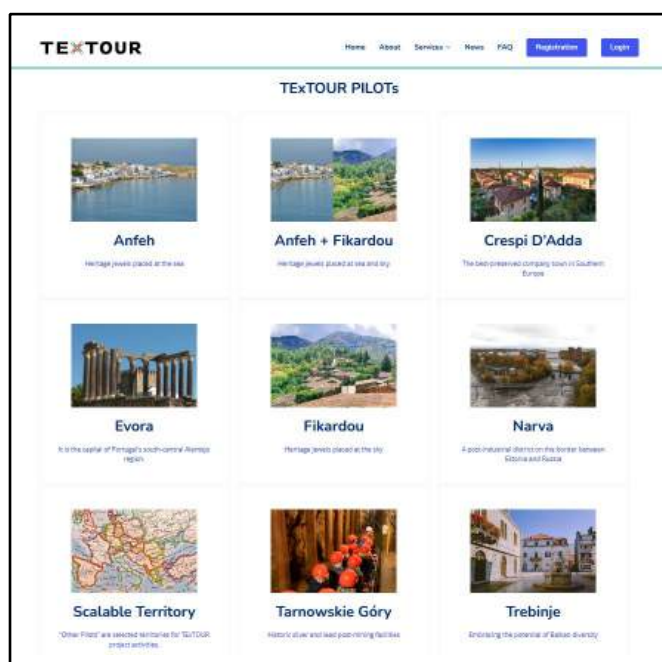 TExTOUR
Home About Services News FAQ Registration Login
TExTOUR PILOTs
Anfeh
Heritage jewels placed at the sea
Anfeh + Fikardou
Heritage jewels placed at sea and sky
Crespi D'Adda
The best-preserved company town in Southern
Europe
Evora
It is the capital of Portugal's south-central Alentejo
region.
Fikardou
Heritage jewels placed at the sky
Narva
A post-industrial district on the border between
Estonia and Russia
Scalable Territory
"Other Pilots" are selected territories for TExTOUR
project activities.
Tarnowskie Góry
Historic silver and lead post-mining facilities
Trebinje
Embracing the potential of Balkan diversity